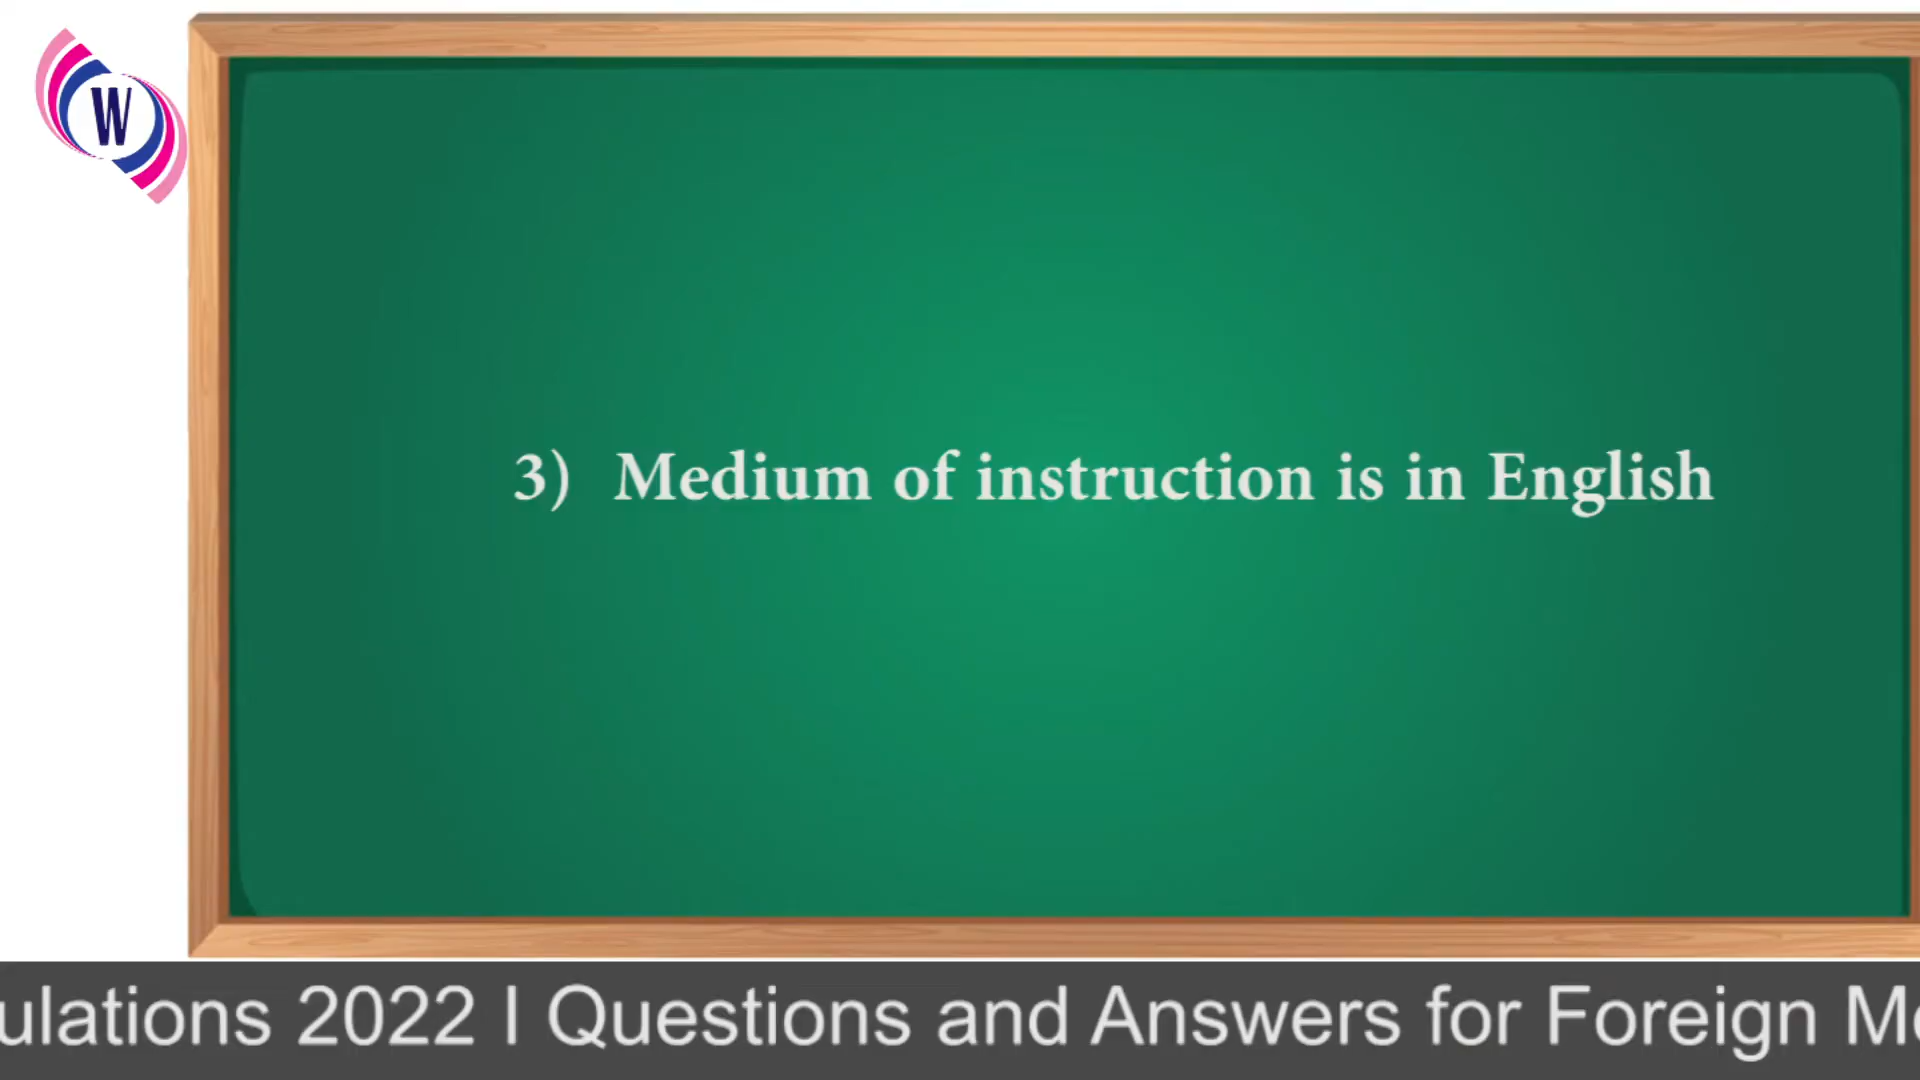 W
3) Medium of instruction is in English
ulations 2022 I Questions and Answers for Foreign M